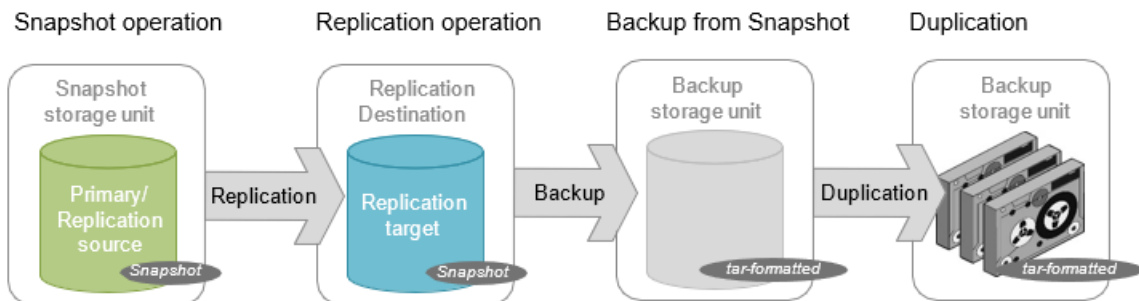 Snapshot operation
Replication operation
Backup from Snapshot
Duplication
Snapshot
storage unit
Replication
Destination
Backup
storage unit
Backup
storage unit
Primary/
Replication
source
Replication
Replication
target
Backup
Duplication
Snapshot
Snapshot
tar-formatted
tar-formatted